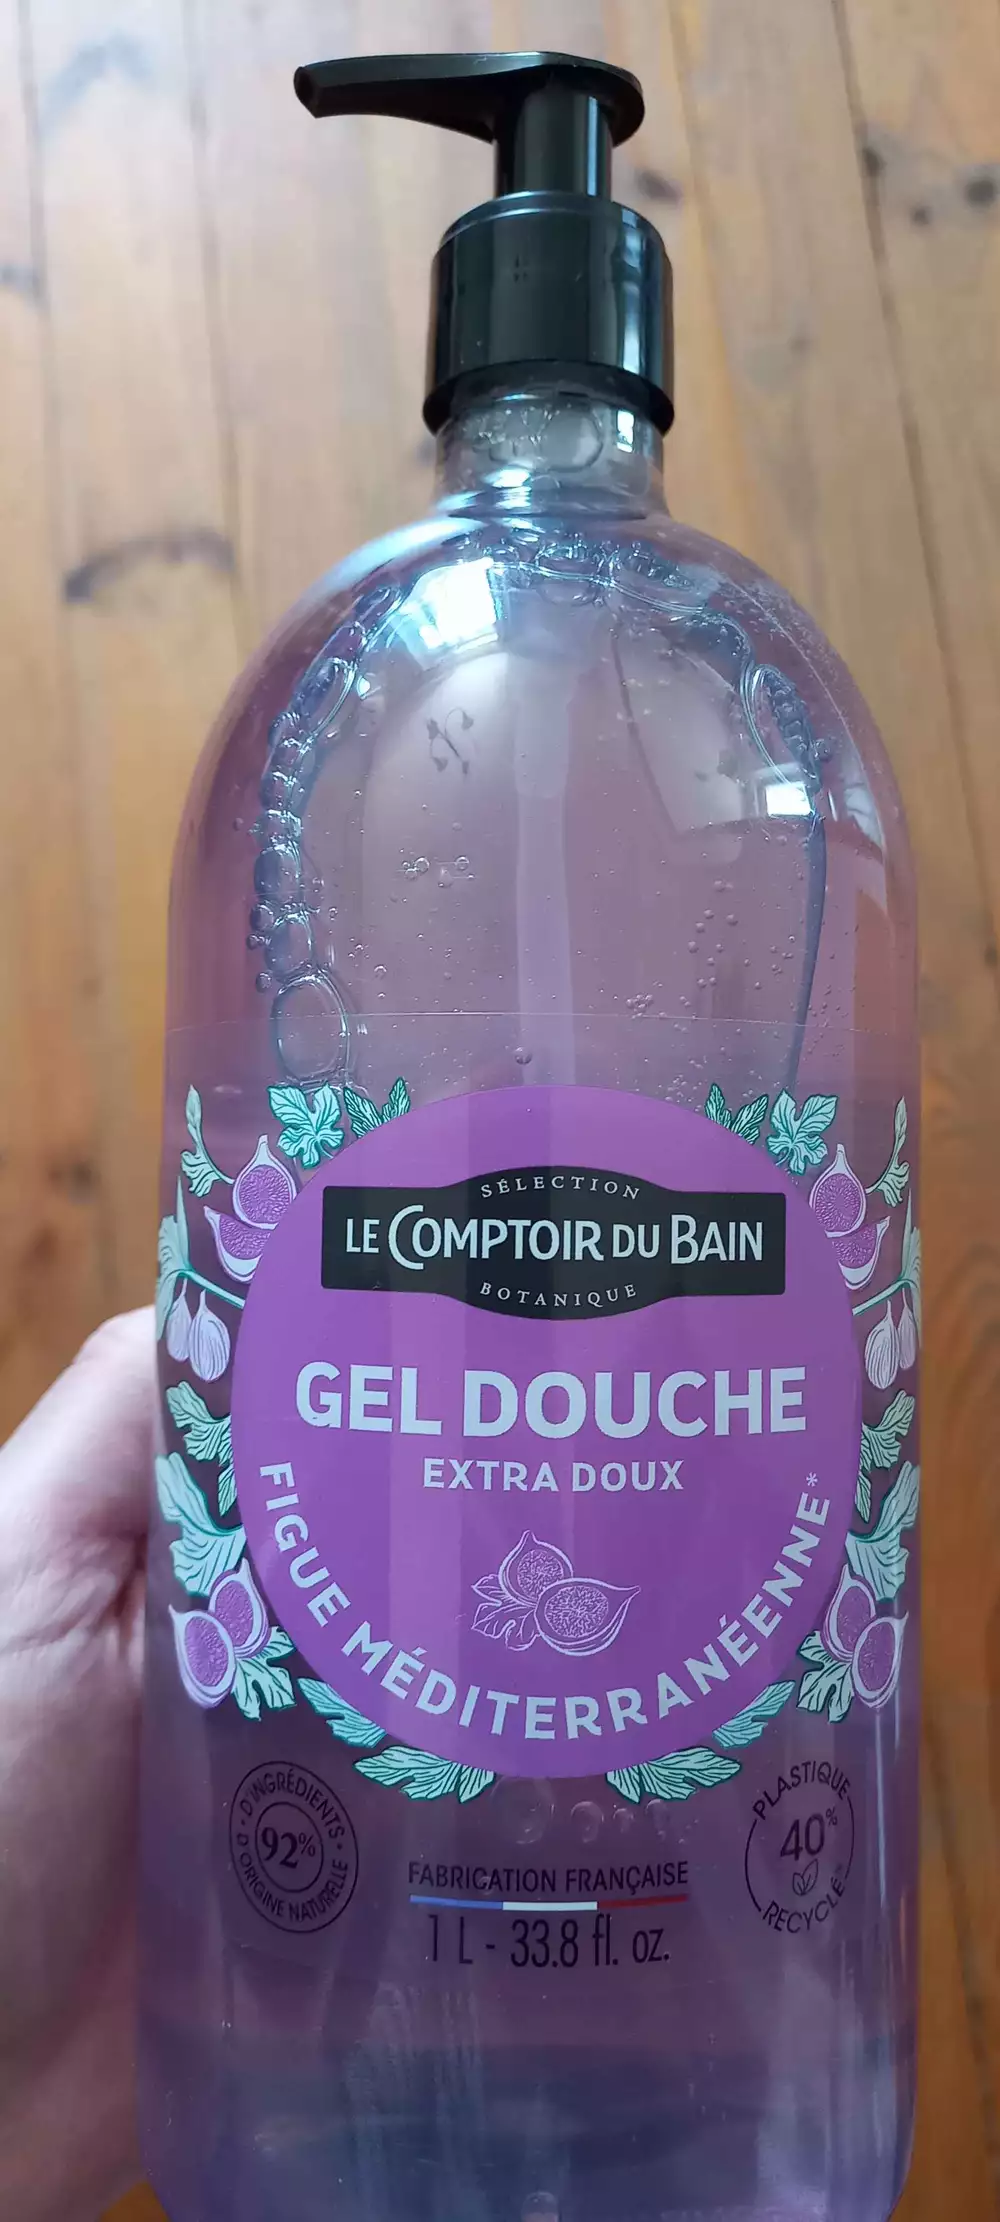 SÉLECTION
LE COMPTOIR DU BAIN
BOTANIQUE
GEL DOUCHE
EXTRA DOUX
FIGUE MÉDITERRANÉENNE*
D'INGRÉDIENTS
92%
D'ORIGINE NATURELLE
PLASTIQUE
40%
RECYCLÉ
FABRICATION FRANÇAISE
1 L - 33.8 fl. oz.